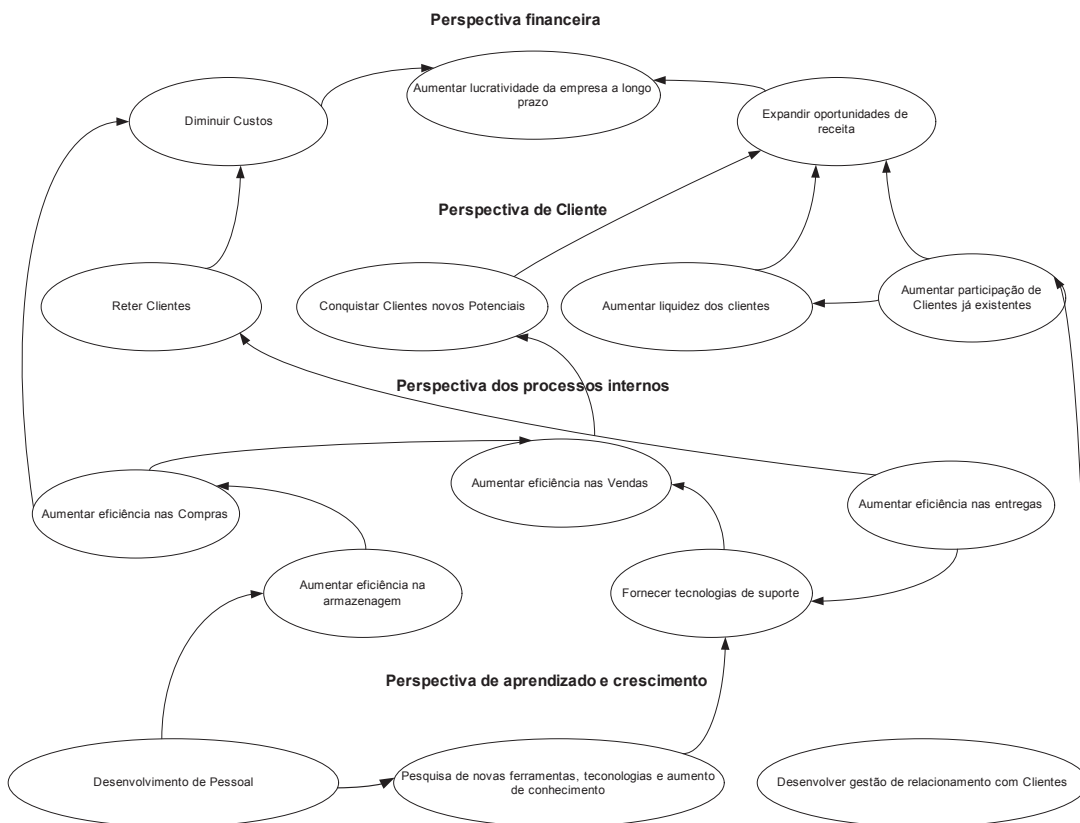 Perspectiva financeira
Aumentar lucratividade da empresa a longo
prazo
Diminuir Custos
Expandir oportunidades de
receita
Perspectiva de Cliente
Reter Clientes
Conquistar Clientes novos Potenciais
Aumentar liquidez dos clientes
Aumentar participação de
Clientes já existentes
Perspectiva dos processos internos
Aumentar eficiência nas Compras
Aumentar eficiência nas Vendas
Aumentar eficiência nas entregas
Aumentar eficiência na
armazenagem
Fornecer tecnologias de suporte
Perspectiva de aprendizado e crescimento
Desenvolvimento de Pessoal
Pesquisa de novas ferramentas, teconologias e aumento
de conhecimento
Desenvolver gestão de relacionamento com Clientes